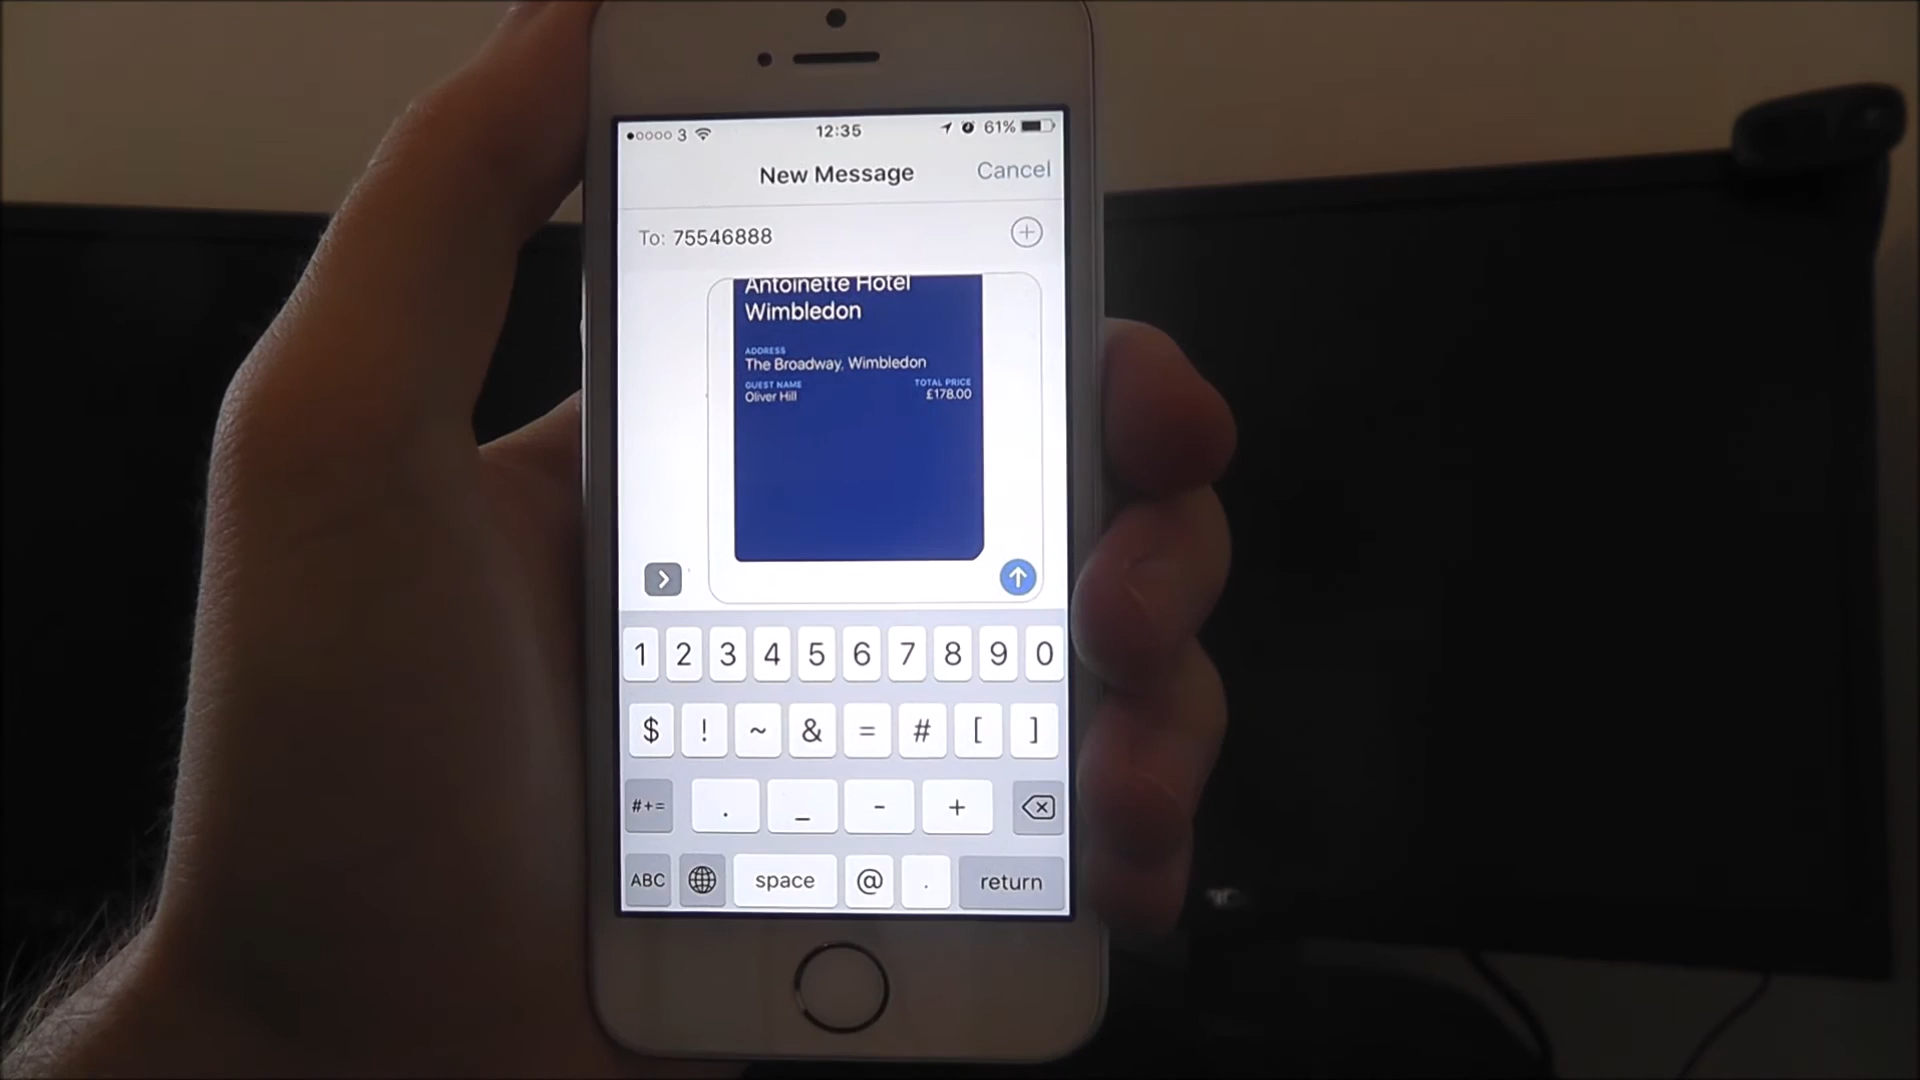 3 12:35 61%
New Message Cancel
To: 75546888
Antoinette Hotel
Wimbledon
ADDRESS
The Broadway, Wimbledon
GUEST NAME TOTAL PRICE
Oliver Hill £178.00
1 2 3 4 5 6 7 8 9 0
$ ! ~ & = # [ ]
#+= . _ - +
ABC space @ . return